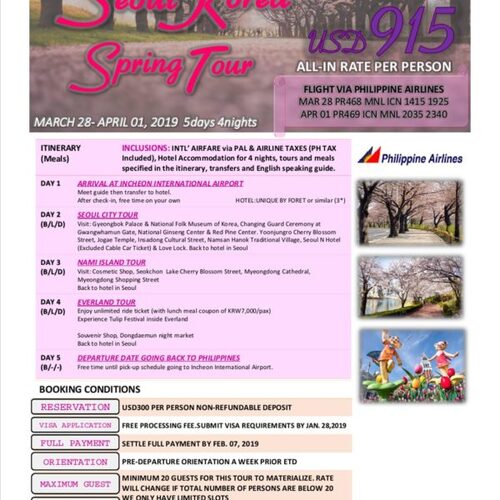 Seoul Korea
Spring Tour
USD 915
ALL-IN RATE PER PERSON
FLIGHT VIA PHILIPPINE AIRLINES
MAR 28 PR468 MNL ICN 1415 1925
APR 01 PR469 ICN MNL 2035 2340
MARCH 28- APRIL 01, 2019 5days 4nights
ITINERARY
(Meals)
INCLUSIONS: INTL' AIRFARE via PAL & AIRLINE TAXES (PH TAX
Included), Hotel Accommodation for 4 nights, tours and meals
specified in the itinerary, transfers and English speaking guide.
Philippine Airlines
DAY 1 ARRIVAL AT INCHEON INTERNATIONAL AIRPORT
Meet guide then transfer to hotel.
After check-in, free time on your own HOTEL:UNIQUE BY FORET or similar (3*)
DAY 2 SEOUL CITY TOUR
(B/L/D) Visit: Gyeongbok Palace & National Folk Museum of Korea, Changing Guard Ceremony at
Gwangwhamun Gate, National Ginseng Center & Red Pine Center. Yoonjungro Cherry Blossom
Street, Jogae Temple, Insadong Cultural Street, Namsan Hanok Traditional Village, Seoul N Hotel
(Excluded Cable Car Ticket) & Love Lock. Back to hotel in Seoul
DAY 3 NAMI ISLAND TOUR
(B/L/D) Visit: Cosmetic Shop, Seokchon Lake Cherry Blossom Street, Myeongdong Cathedral,
Myeongdong Shopping Street
Back to hotel in Seoul
DAY 4 EVERLAND TOUR
(B/L/D) Enjoy unlimited ride ticket (with lunch meal coupon of KRW7,000/pax)
Experience Tulip Festival inside Everland
Souvenir Shop, Dongdaemun night market
Back to hotel in Seoul
DAY 5 DEPARTURE DATE GOING BACK TO PHILIPPINES
(B/-/-) Free time until pick-up schedule going to Incheon International Airport.
BOOKING CONDITIONS
RESERVATION USD300 PER PERSON NON-REFUNDABLE DEPOSIT
VISA APPLICATION FREE PROCESSING FEE.SUBMIT VISA REQUIREMENTS BY JAN. 28,2019
FULL PAYMENT SETTLE FULL PAYMENT BY FEB. 07, 2019
ORIENTATION PRE-DEPARTURE ORIENTATION A WEEK PRIOR ETD
MAXIMUM GUEST MINIMUM 20 GUESTS FOR THIS TOUR TO MATERIALIZE. RATE
WILL CHANGE IF TOTAL NUMBER OF PERSONS ARE BELOW 20
WE ONLY HAVE LIMITED SLOTS